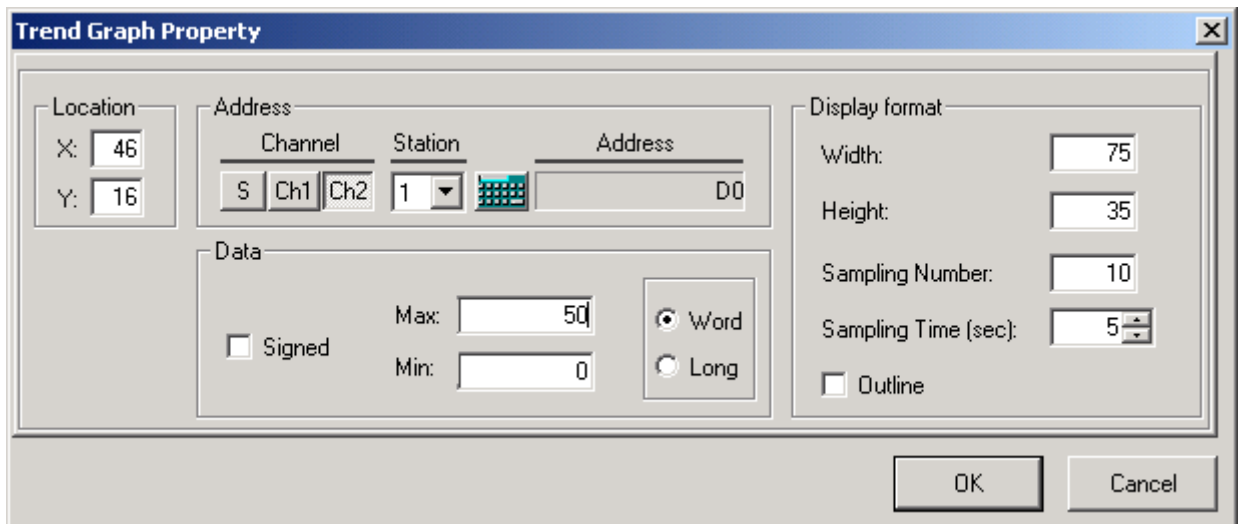 Trend Graph Property
Location
X: 46
Y: 16
Address
Channel Station Address
S Ch1 Ch2 1 D0
Data
Signed
Max: 50
Min: 0
Word
Long
Display format
Width: 75
Height: 35
Sampling Number: 10
Sampling Time (sec): 5
Outline
OK Cancel